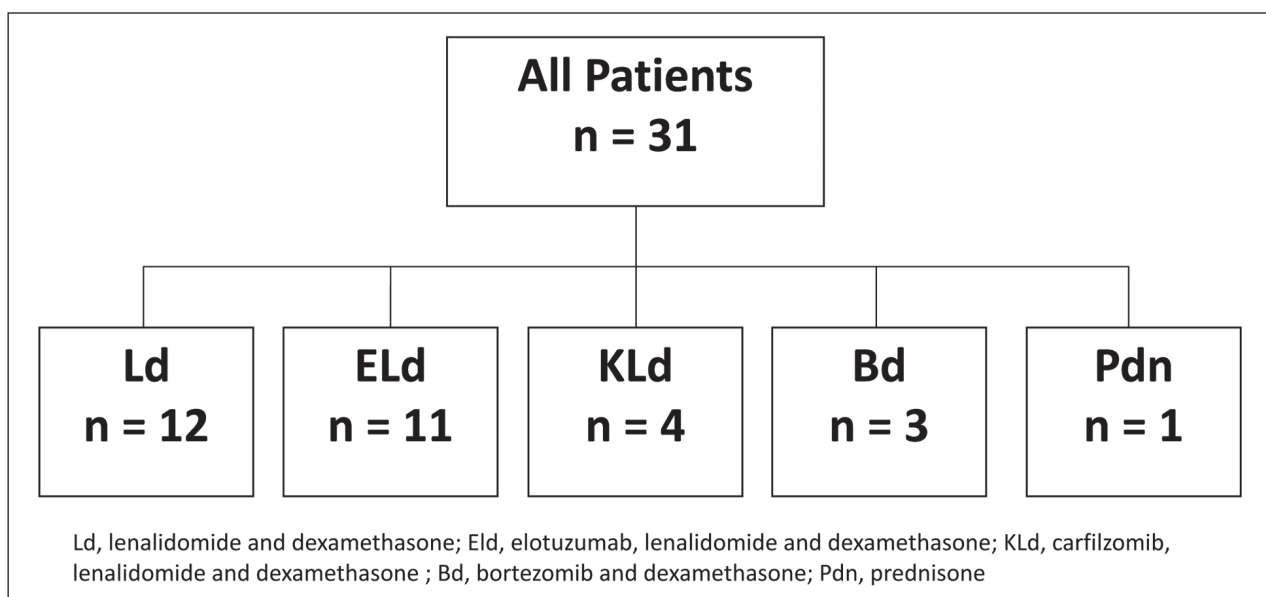 All Patients
n = 31
Ld
n = 12
ELd
n = 11
KLd
n = 4
Bd
n = 3
Pdn
n = 1
Ld, lenalidomide and dexamethasone; Eld, elotuzumab, lenalidomide and dexamethasone; KLd, carfilzomib,
lenalidomide and dexamethasone ; Bd, bortezomib and dexamethasone; Pdn, prednisone